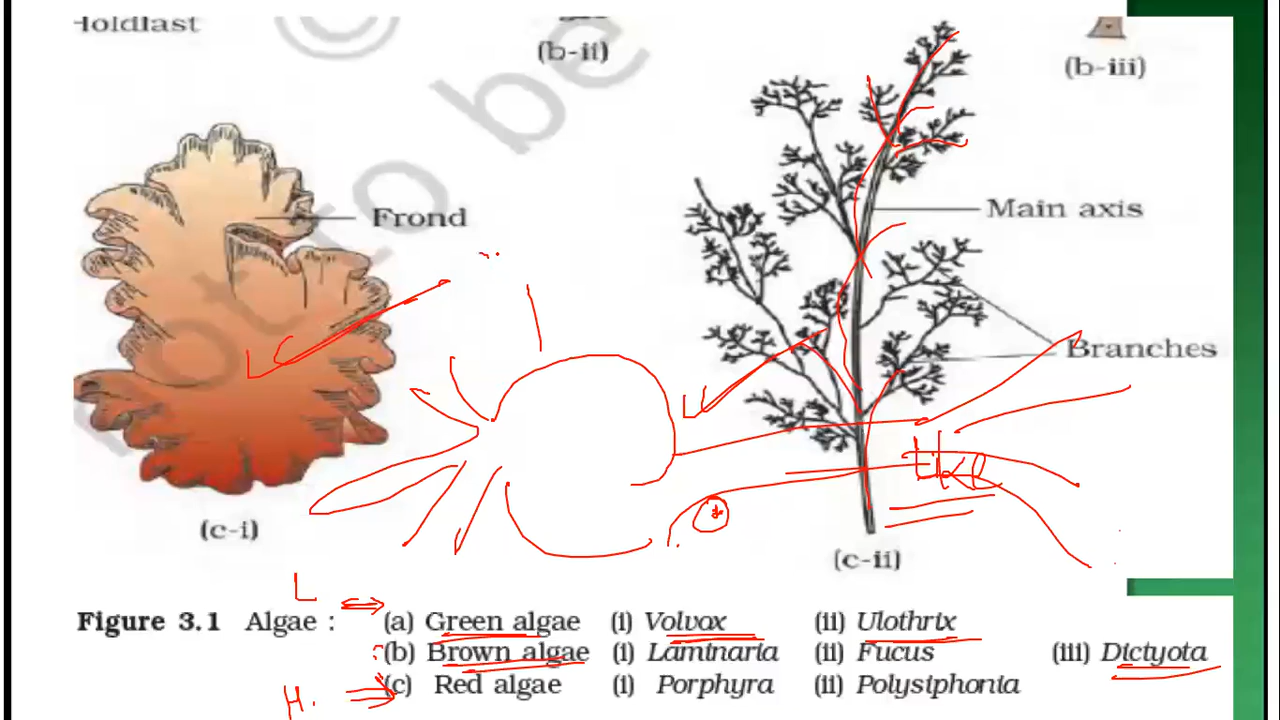 Holdfast
(b-ii)
(b-iii)
Frond
Main axis
Branches
like
(c-i)
(c-ii)
L
Figure 3.1 Algae : (a) Green algae (i) Volvox (ii) Ulothrix
(b) Brown algae (i) Laminaria (ii) Fucus (iii) Dictyota
(c) Red algae (i) Porphyra (ii) Polysiphonia
H.